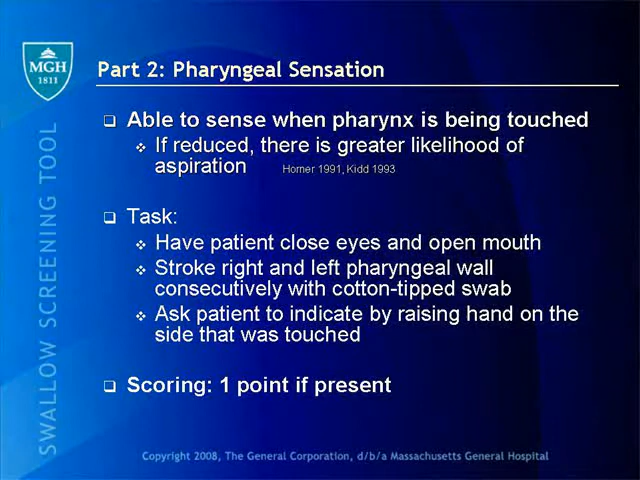 MGH
1811
Part 2: Pharyngeal Sensation
SWALLOW SCREENING TOOL
Able to sense when pharynx is being touched
If reduced, there is greater likelihood of
aspiration Horner 1991, Kidd 1993
Task:
Have patient close eyes and open mouth
Stroke right and left pharyngeal wall
consecutively with cotton-tipped swab
Ask patient to indicate by raising hand on the
side that was touched
Scoring: 1 point if present
Copyright 2008, The General Corporation, d/b/a Massachusetts General Hospital